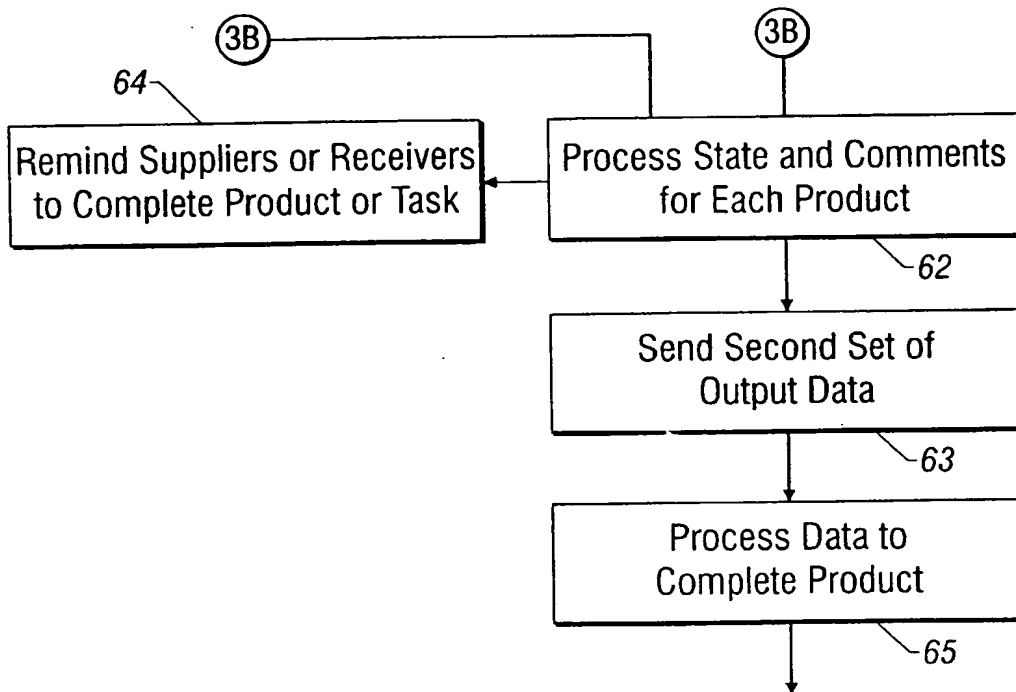 3B
3B
64
Remind Suppliers or Receivers
to Complete Product or Task
Process State and Comments
for Each Product
62
Send Second Set of
Output Data
63
Process Data to
Complete Product
65